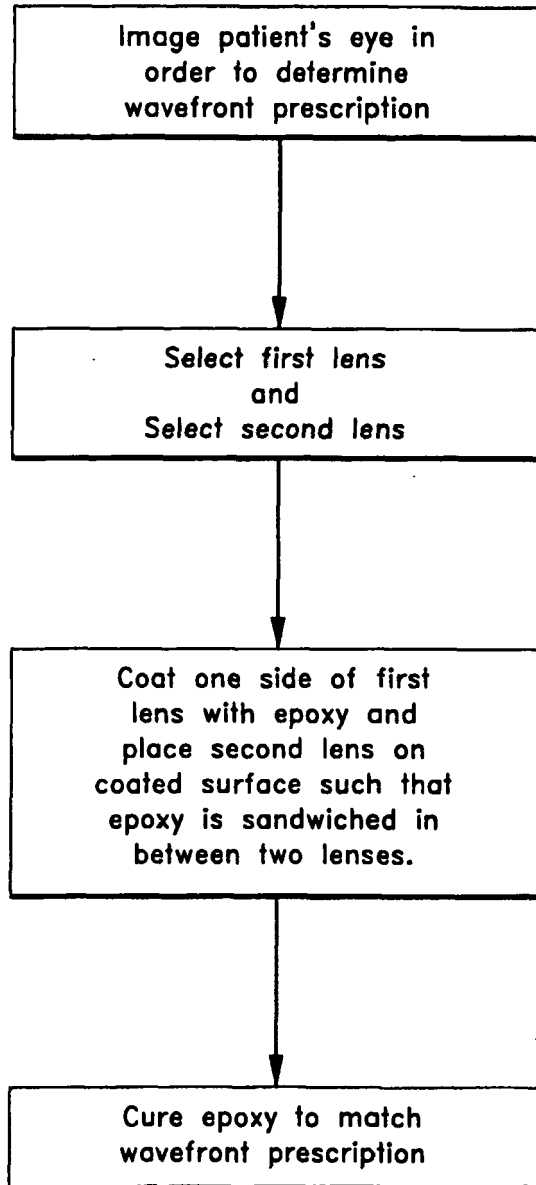 Image patient's eye in
order to determine
wavefront prescription
Select first lens
and
Select second lens
Coat one side of first
lens with epoxy and
place second lens on
coated surface such that
epoxy is sandwiched in
between two lenses.
Cure epoxy to match
wavefront prescription